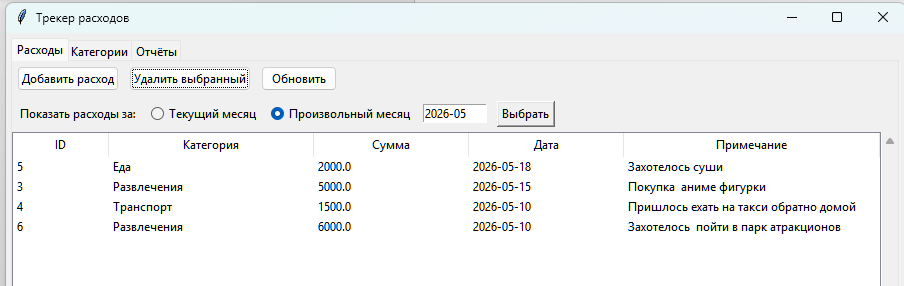 Трекер расходов
Расходы Категории Отчёты
Добавить расход Удалить выбранный Обновить
Показать расходы за: Текущий месяц Произвольный месяц 2026-05 Выбрать
ID Категория Сумма Дата Примечание
5 Еда 2000.0 2026-05-18 Захотелось суши
3 Развлечения 5000.0 2026-05-15 Покупка аниме фигурки
4 Транспорт 1500.0 2026-05-10 Пришлось ехать на такси обратно домой
6 Развлечения 6000.0 2026-05-10 Захотелось пойти в парк атракционов